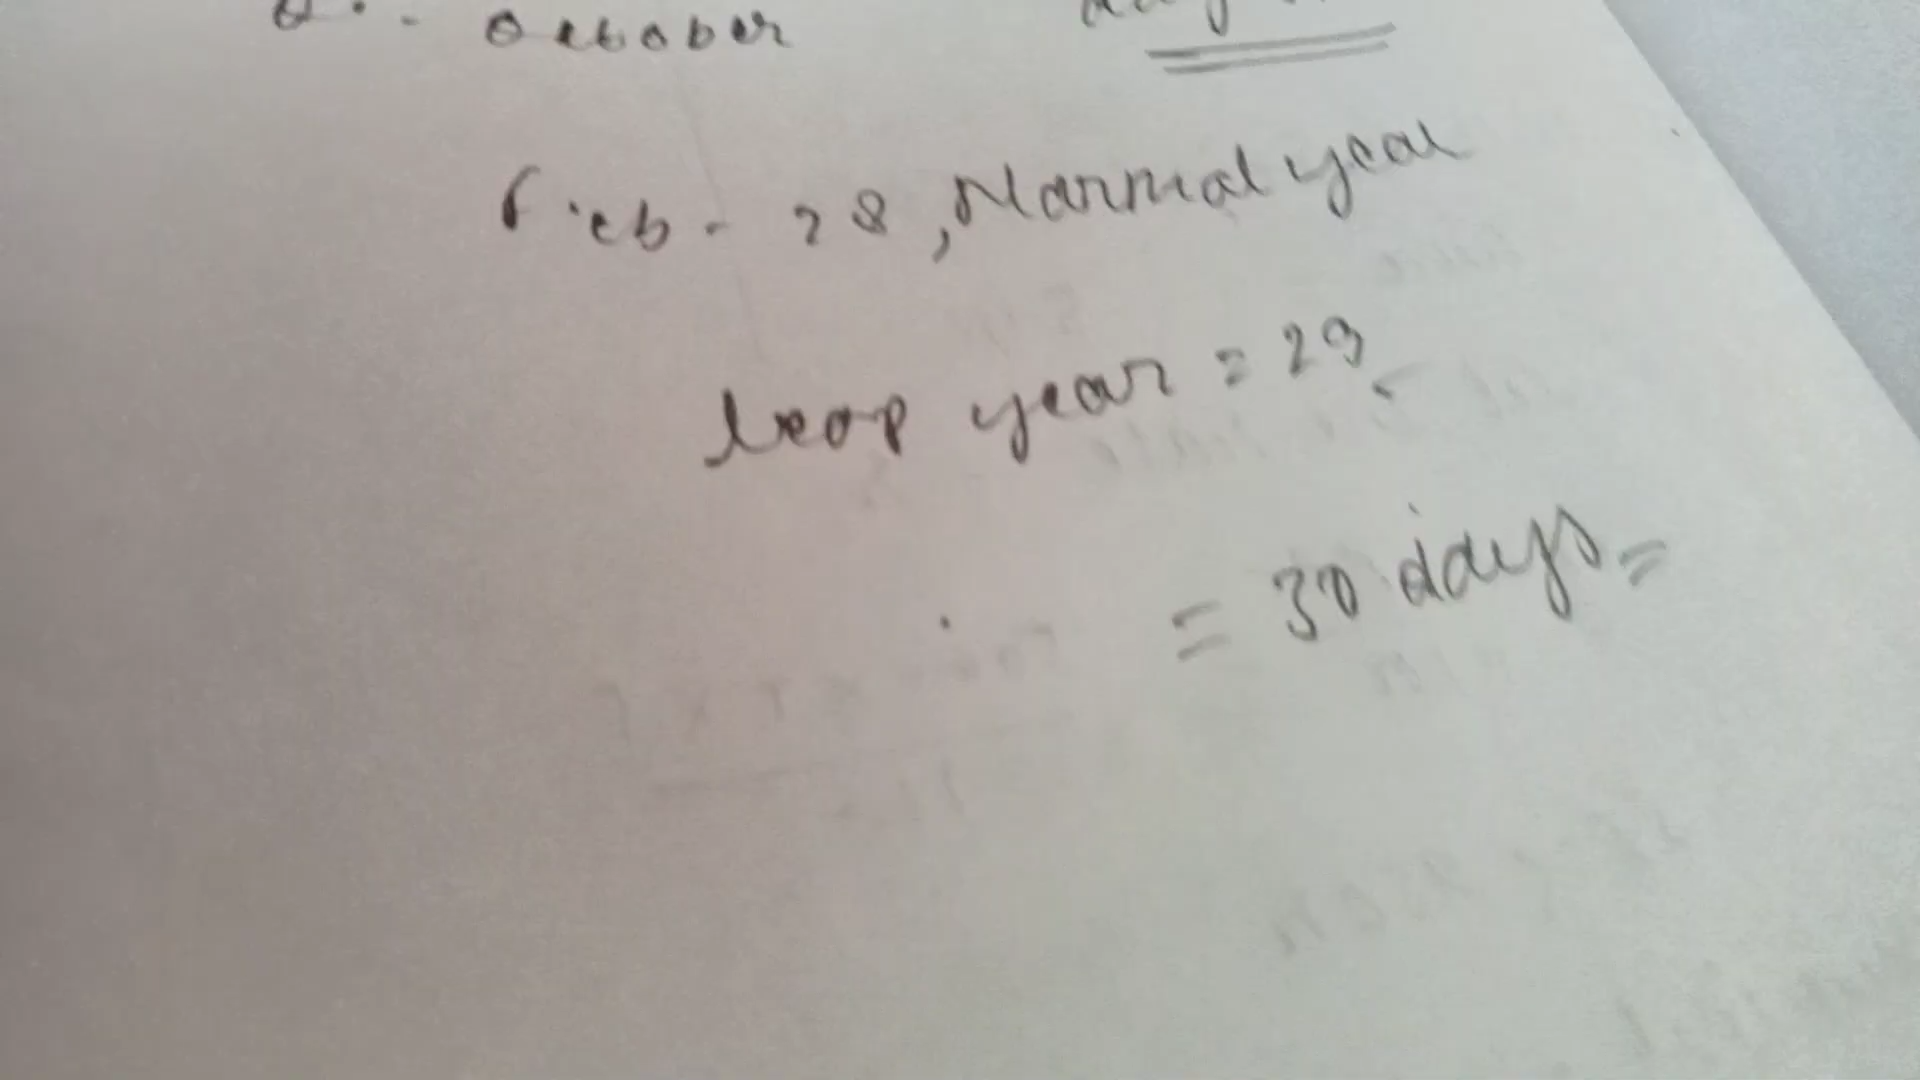 October
Feb - 28, Normal year
leap year = 29
= 30 days =